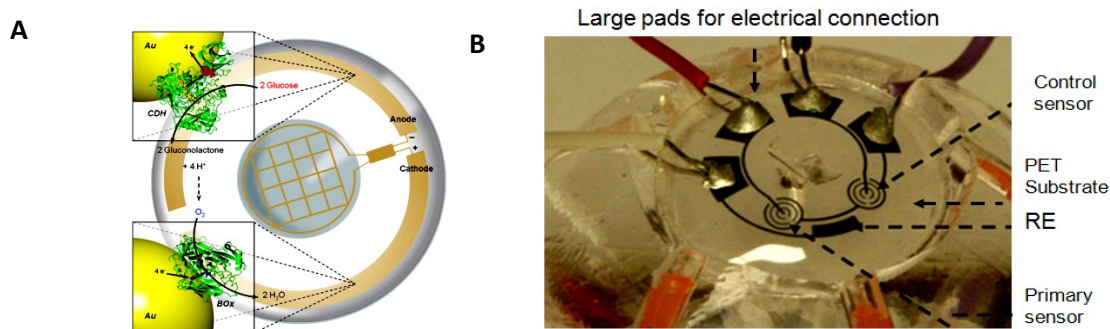 A
Au
4 e-
2 Glucose
CDH
2 Gluconolactone
+ 4 H+
O2
Anode
−
+
Cathode
4 e-
Au
BOx
2 H2O
B
Large pads for electrical connection
Control
sensor
PET
Substrate
RE
Primary
sensor